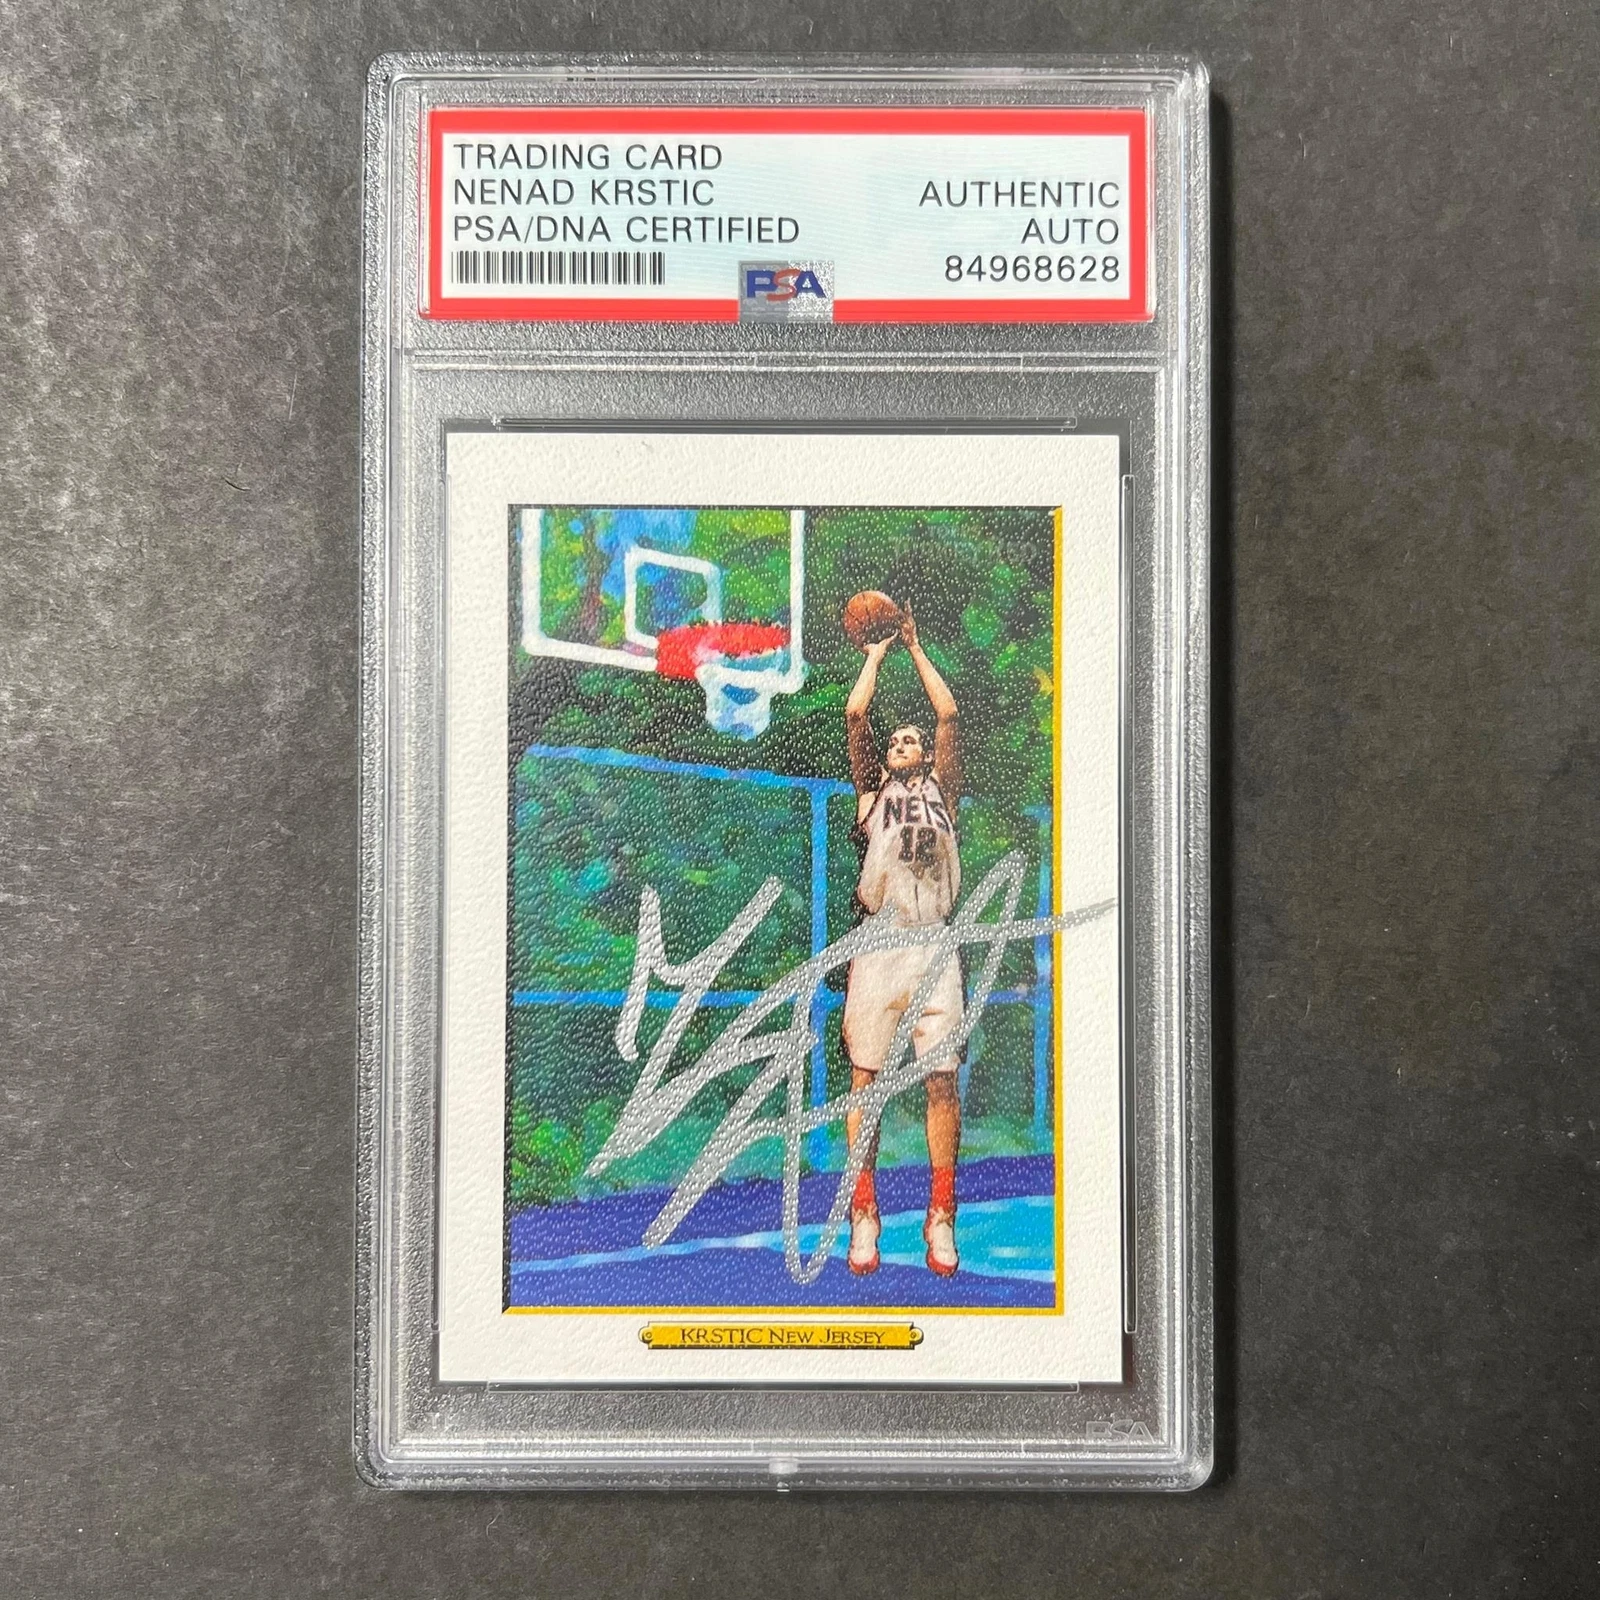 TRADING CARD
NENAD KRSTIC
PSA/DNA CERTIFIED
AUTHENTIC
AUTO
84968628
PSA
NETS
12
KRSTIC NEW JERSEY
PSA